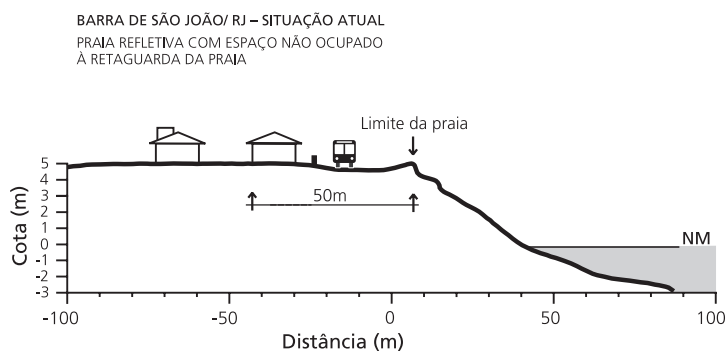 BARRA DE SÃO JOÃO/ RJ – SITUAÇÃO ATUAL
PRAIA REFLETIVA COM ESPAÇO NÃO OCUPADO
À RETAGUARDA DA PRAIA
Limite da praia
50m
NM
Cota (m)
5
4
3
2
1
0
-1
-2
-3
-100
-50
0
50
100
Distância (m)